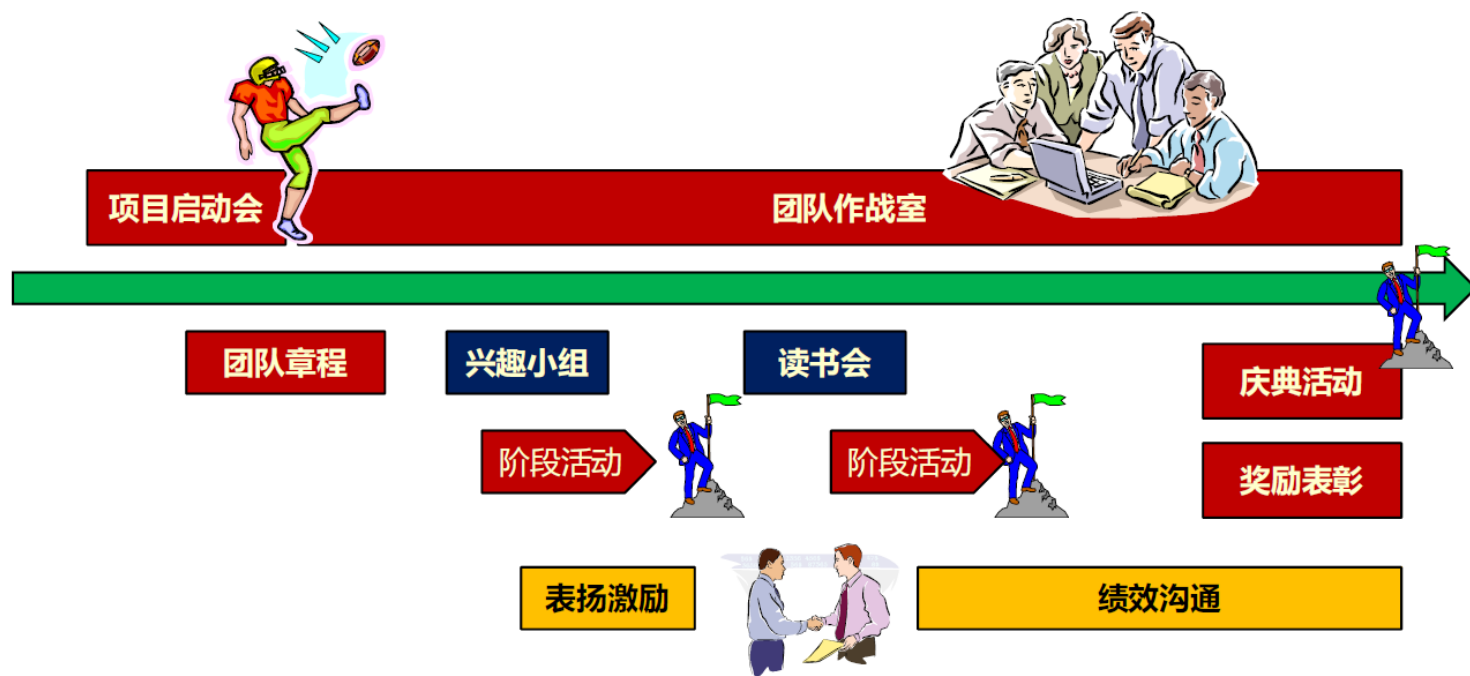 项目启动会
团队作战室
团队章程
兴趣小组
读书会
庆典活动
阶段活动
阶段活动
奖励表彰
表扬激励
绩效沟通